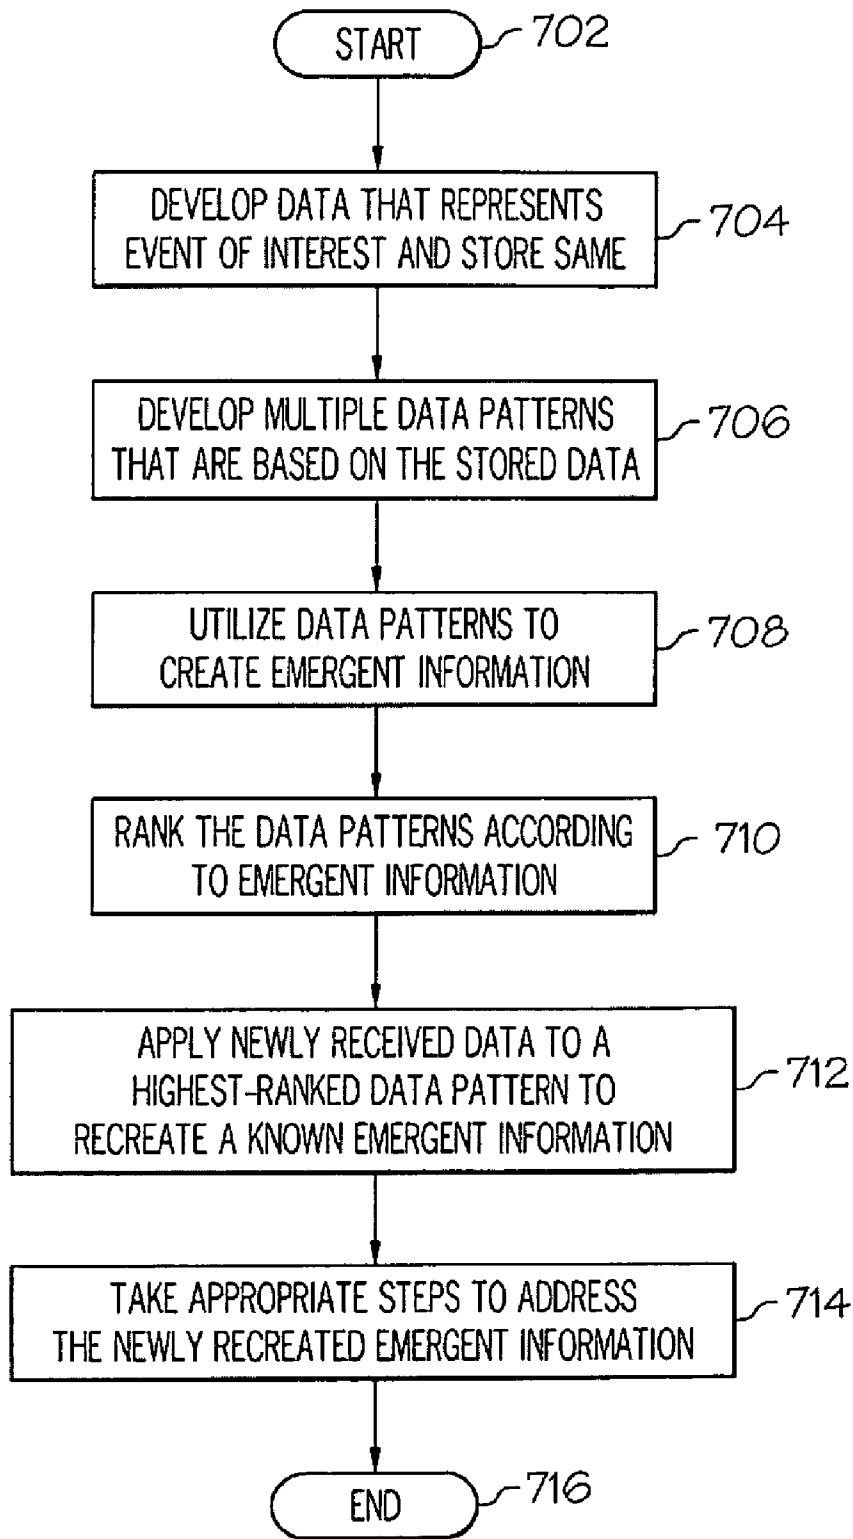 START
702
DEVELOP DATA THAT REPRESENTS
EVENT OF INTEREST AND STORE SAME
704
DEVELOP MULTIPLE DATA PATTERNS
THAT ARE BASED ON THE STORED DATA
706
UTILIZE DATA PATTERNS TO
CREATE EMERGENT INFORMATION
708
RANK THE DATA PATTERNS ACCORDING
TO EMERGENT INFORMATION
710
APPLY NEWLY RECEIVED DATA TO A
HIGHEST-RANKED DATA PATTERN TO
RECREATE A KNOWN EMERGENT INFORMATION
712
TAKE APPROPRIATE STEPS TO ADDRESS
THE NEWLY RECREATED EMERGENT INFORMATION
714
END
716